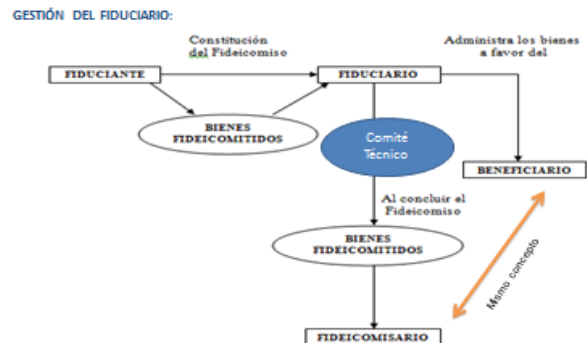 GESTIÓN DEL FIDUCIARIO:
Constitución
del Fideicomiso
Administra los bienes
a favor del
FIDUCIANTE
FIDUCIARIO
BIENES
FIDEICOMITIDOS
Comité
Técnico
BENEFICIARIO
Al concluir el
Fideicomiso
BIENES
FIDEICOMITIDOS
Msmo concepto
FIDEICOMISARIO